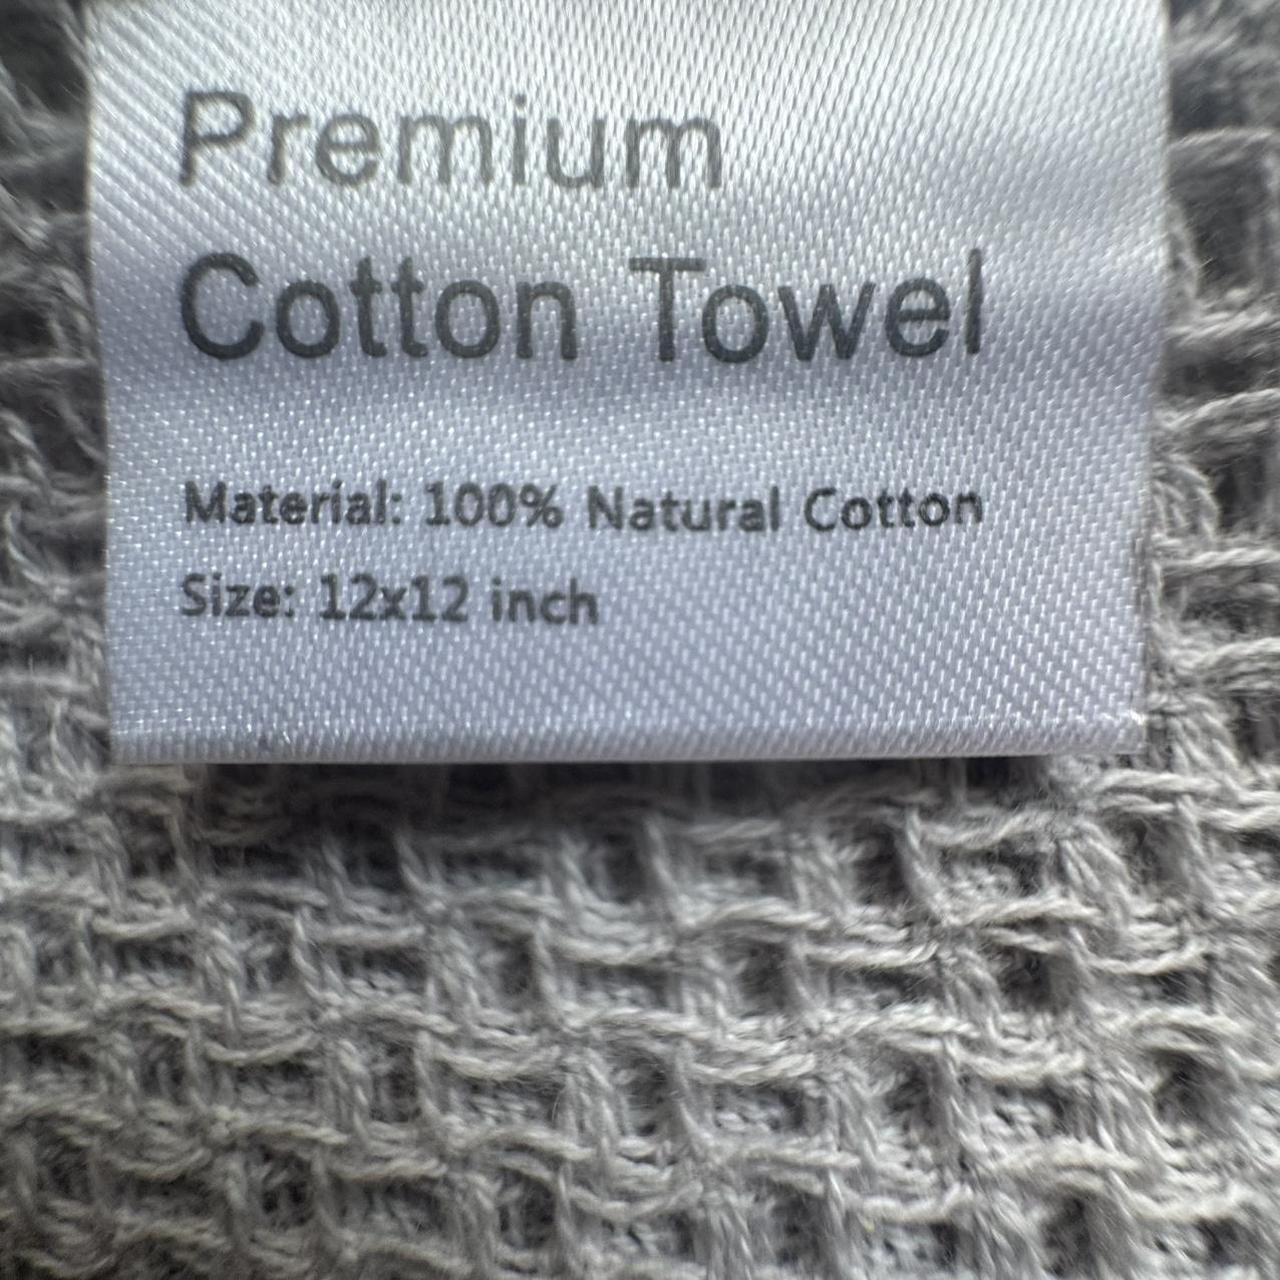 Premium
Cotton Towel
Material: 100% Natural Cotton
Size: 12x12 inch